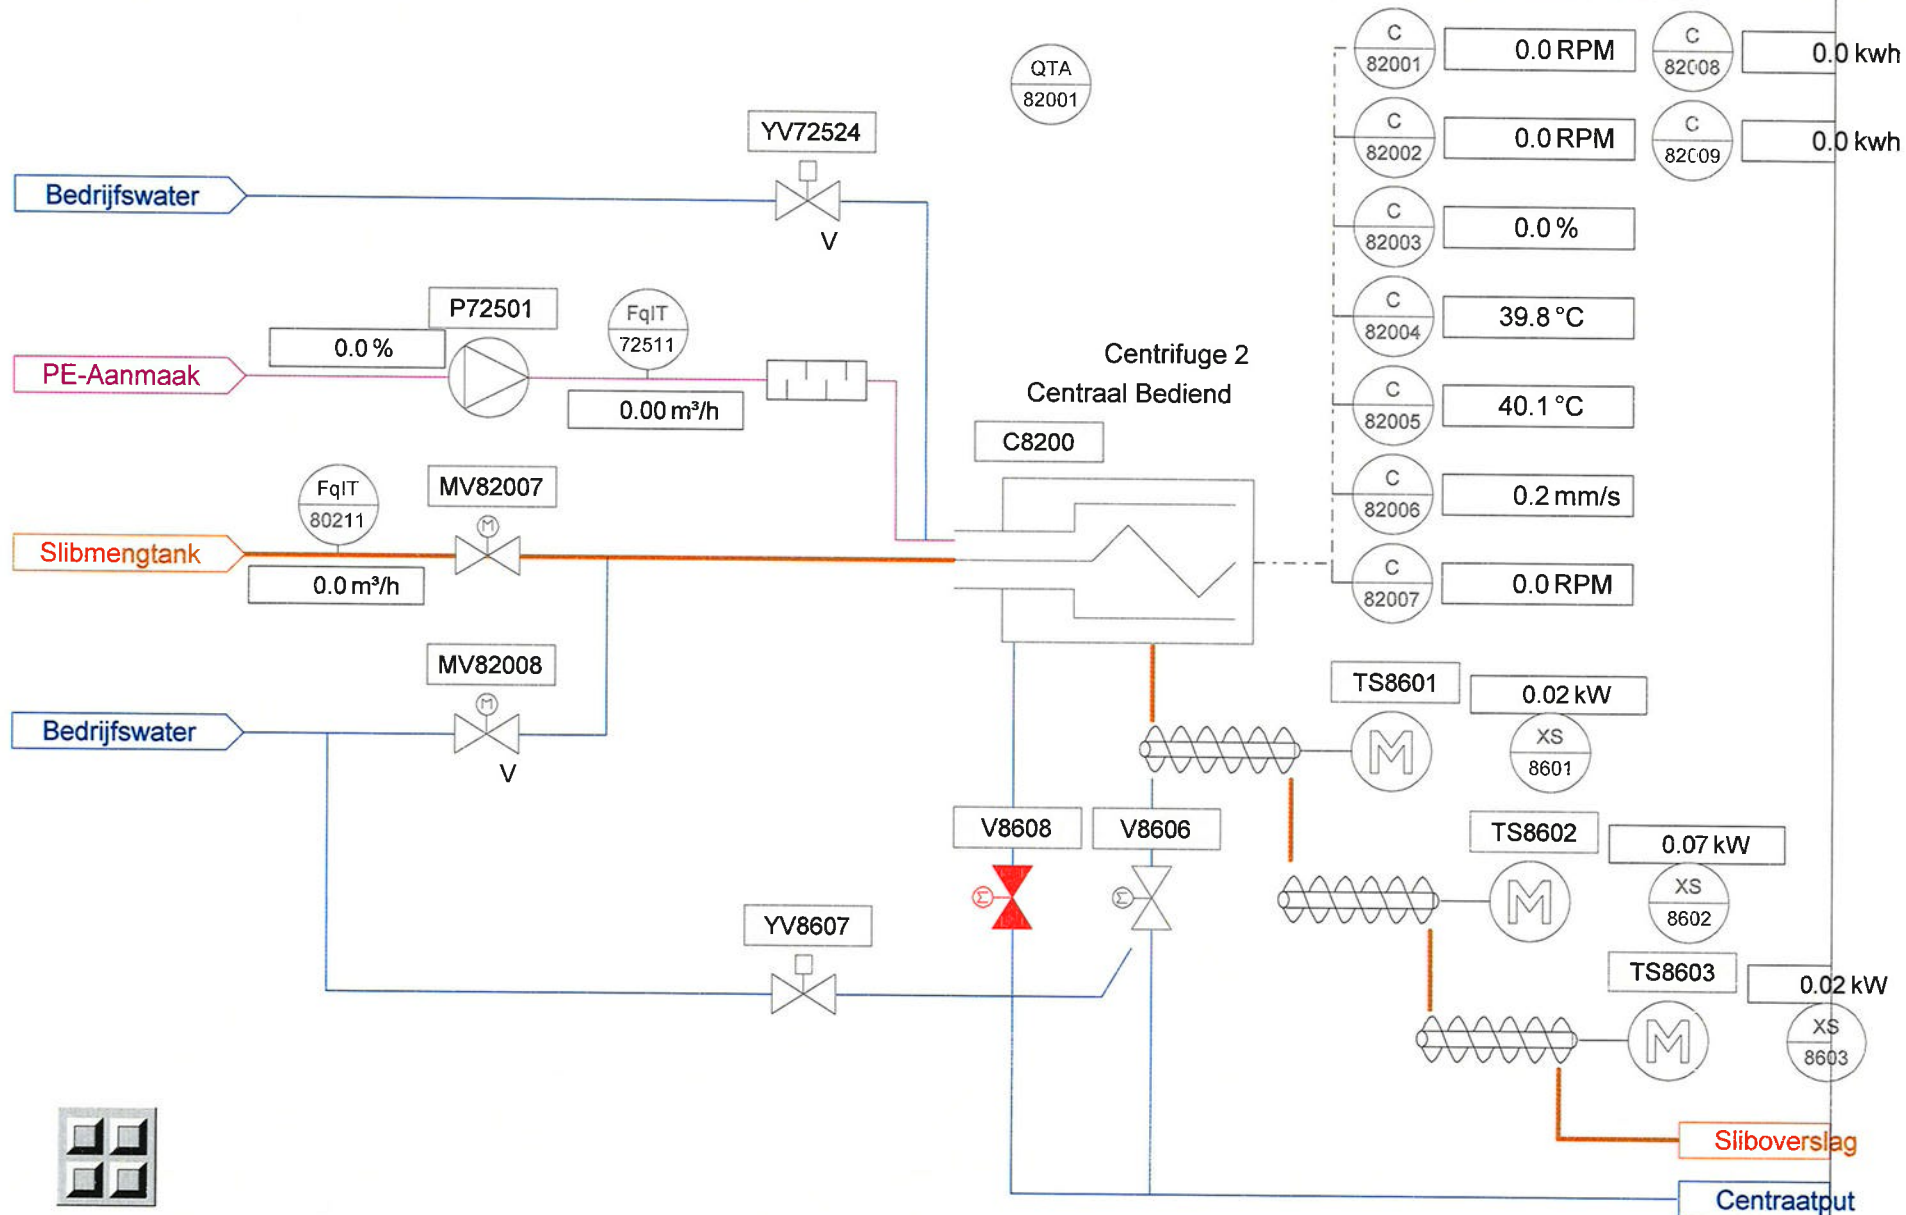 C
82001
0.0 RPM
C
82008
0.0 kwh
QTA
82001
C
82002
0.0 RPM
C
82009
0.0 kwh
YV72524
Bedrijfswater
V
C
82003
0.0 %
P72501
FqIT
72511
0.0 %
C
82004
39.8 °C
PE-Aanmaak
0.00 m³/h
Centrifuge 2
Centraal Bediend
C
82005
40.1 °C
C8200
FqIT
80211
MV82007
C
82006
0.2 mm/s
M
Slibmengtank
0.0 m³/h
C
82007
0.0 RPM
MV82008
M
Bedrijfswater
V
TS8601
0.02 kW
M
XS
8601
V8608
V8606
TS8602
0.07 kW
M
XS
8602
M
M
YV8607
TS8603
0.02 kW
M
XS
8603
Sliboverslag
Centraatput